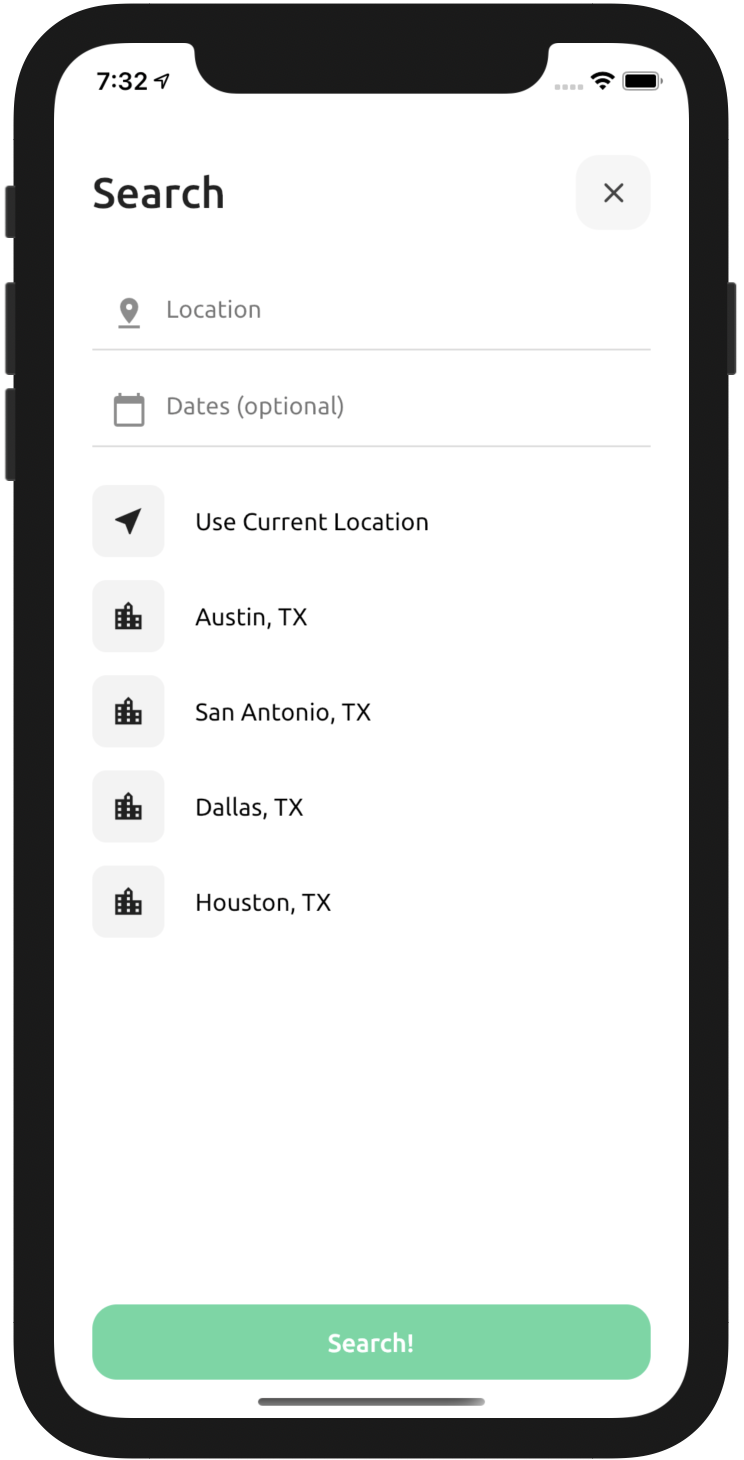 7:32
Search
Location
Dates (optional)
Use Current Location
Austin, TX
San Antonio, TX
Dallas, TX
Houston, TX
Search!